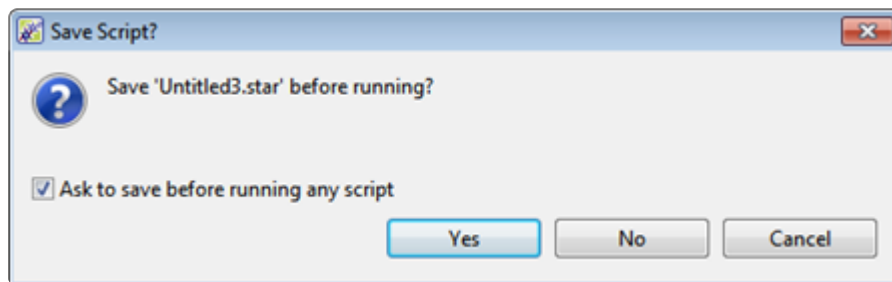 Save Script?
Save 'Untitled3.star' before running?
Ask to save before running any script
Yes No Cancel